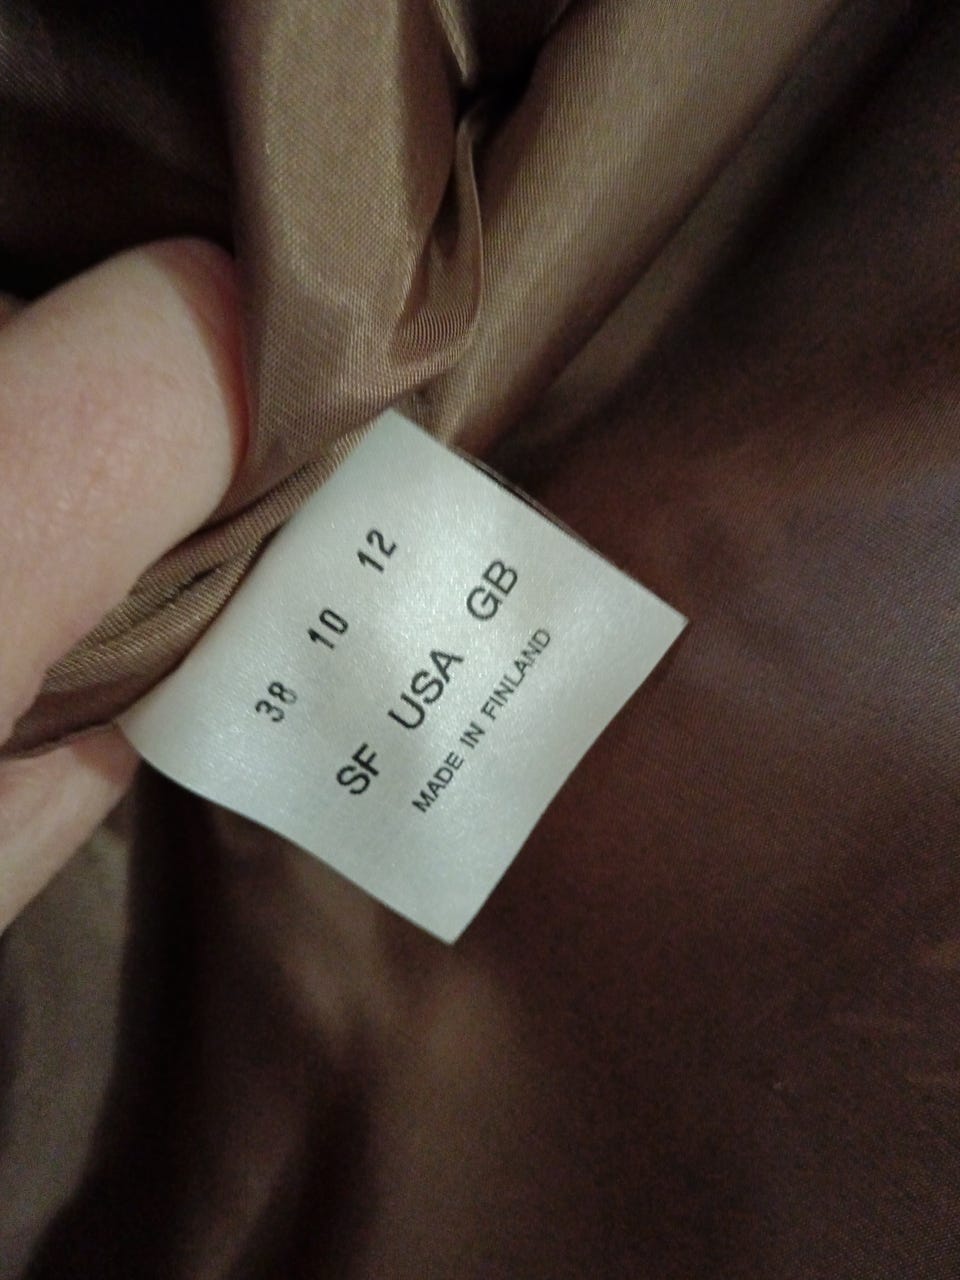 38 10 12
SF USA GB
MADE IN FINLAND